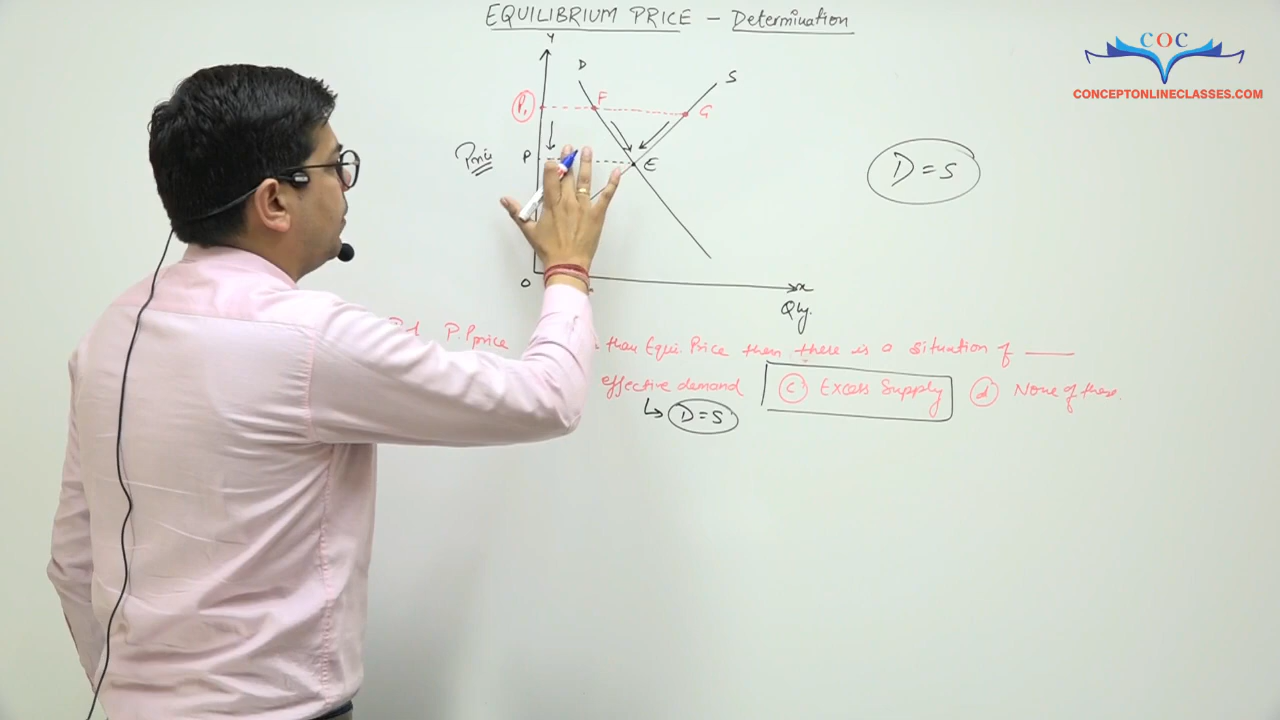 EQUILIBRIUM PRICE – Determination
COC
CONCEPTONLINECLASSES.COM
Y
D
S
P₁
F
G
P
E
D = S
O
x
Qty.
P.Price
than Equi. Price then there is a situation of ____
effective demand (c) Excess Supply (d) None of these.
↳ D = S